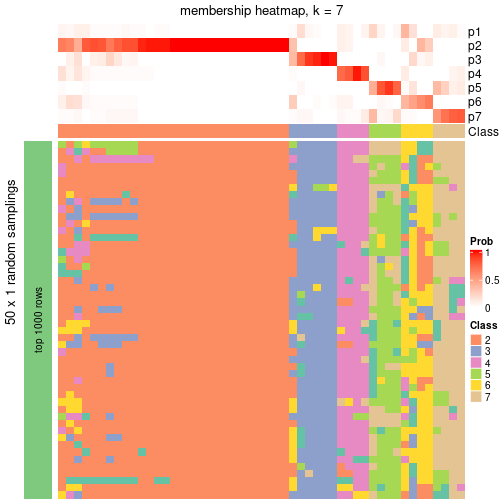 membership heatmap, k = 7
p1
p2
p3
p4
p5
p6
p7
Class
50 x 1 random samplings
top 1000 rows
Prob
1
0.5
0
Class
2
3
4
5
6
7